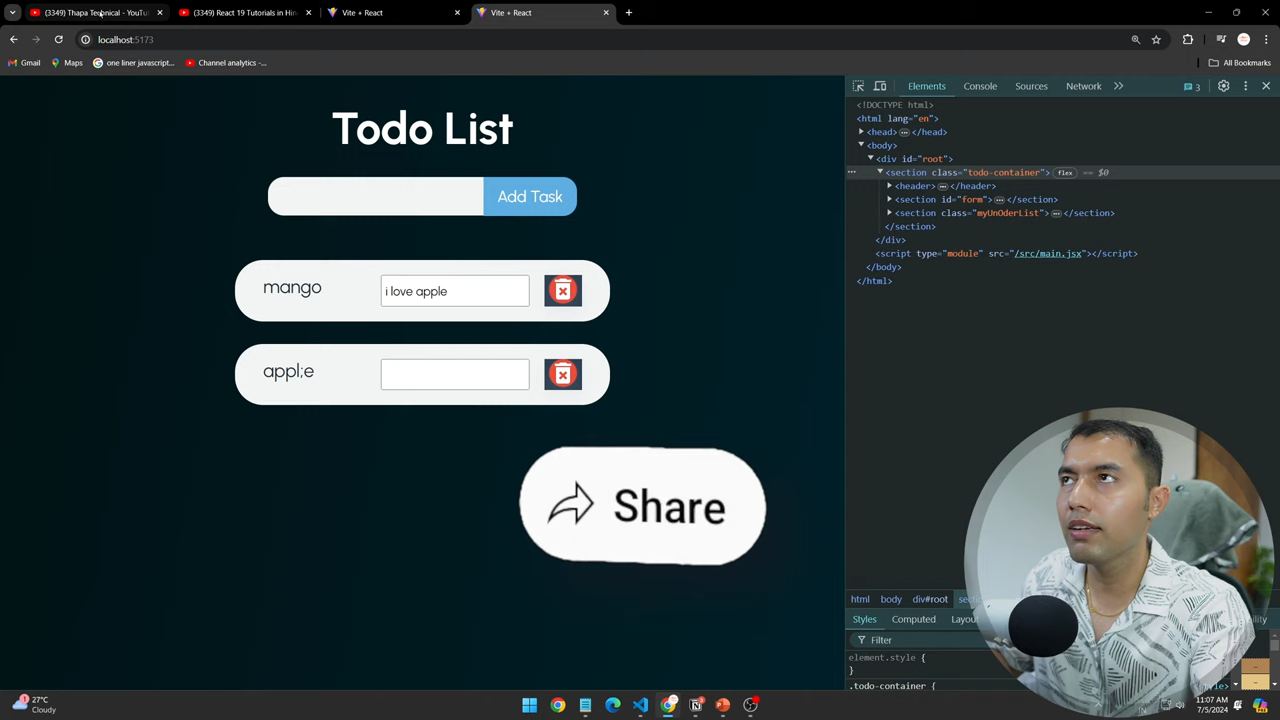 (3349) Thapa Technical - YouTu
(3349) React 19 Tutorials in Hin
Vite + React
Vite + React
localhost:5173
Gmail
Maps
one liner javascript...
Channel analytics -...
All Bookmarks
Todo List
Add Task
mango
i love apple
appl;e
Share
Elements
Console
Sources
Network
3
<!DOCTYPE html>
<html lang="en">
<head> </head>
<body>
<div id="root">
<section class="todo-container"> flex == $0
<header> </header>
<section id="form"> </section>
<section class="myUnOderList"> </section>
</section>
</div>
<script type="module" src="/src/main.jsx"></script>
</body>
</html>
html body div#root
Styles Computed Layou
Filter
element.style {
}
.todo-container {
27°C
Cloudy
11:07 AM
7/5/2024